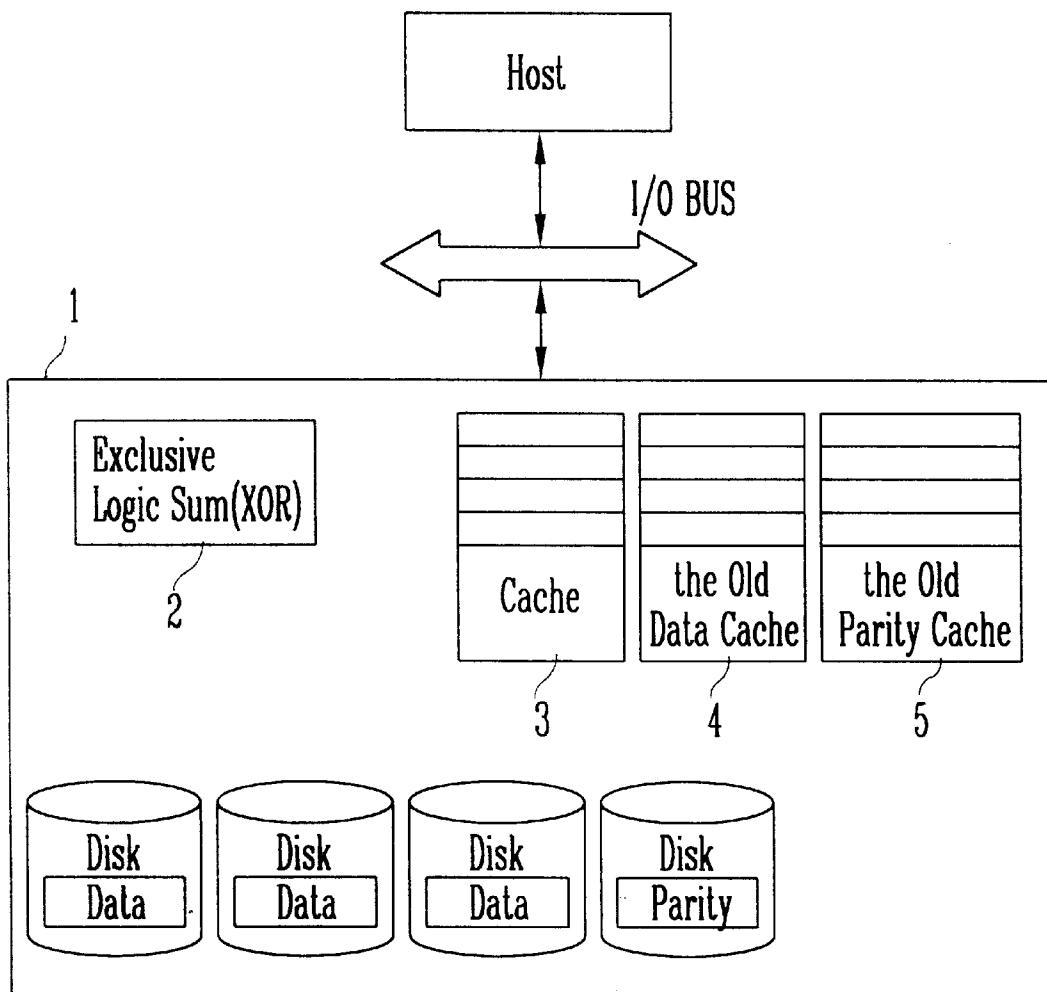 Host
I/O BUS
1
Exclusive
Logic Sum(XOR)
2
Cache
the Old
Data Cache
the Old
Parity Cache
3
4
5
Disk
Data
Disk
Data
Disk
Data
Disk
Parity